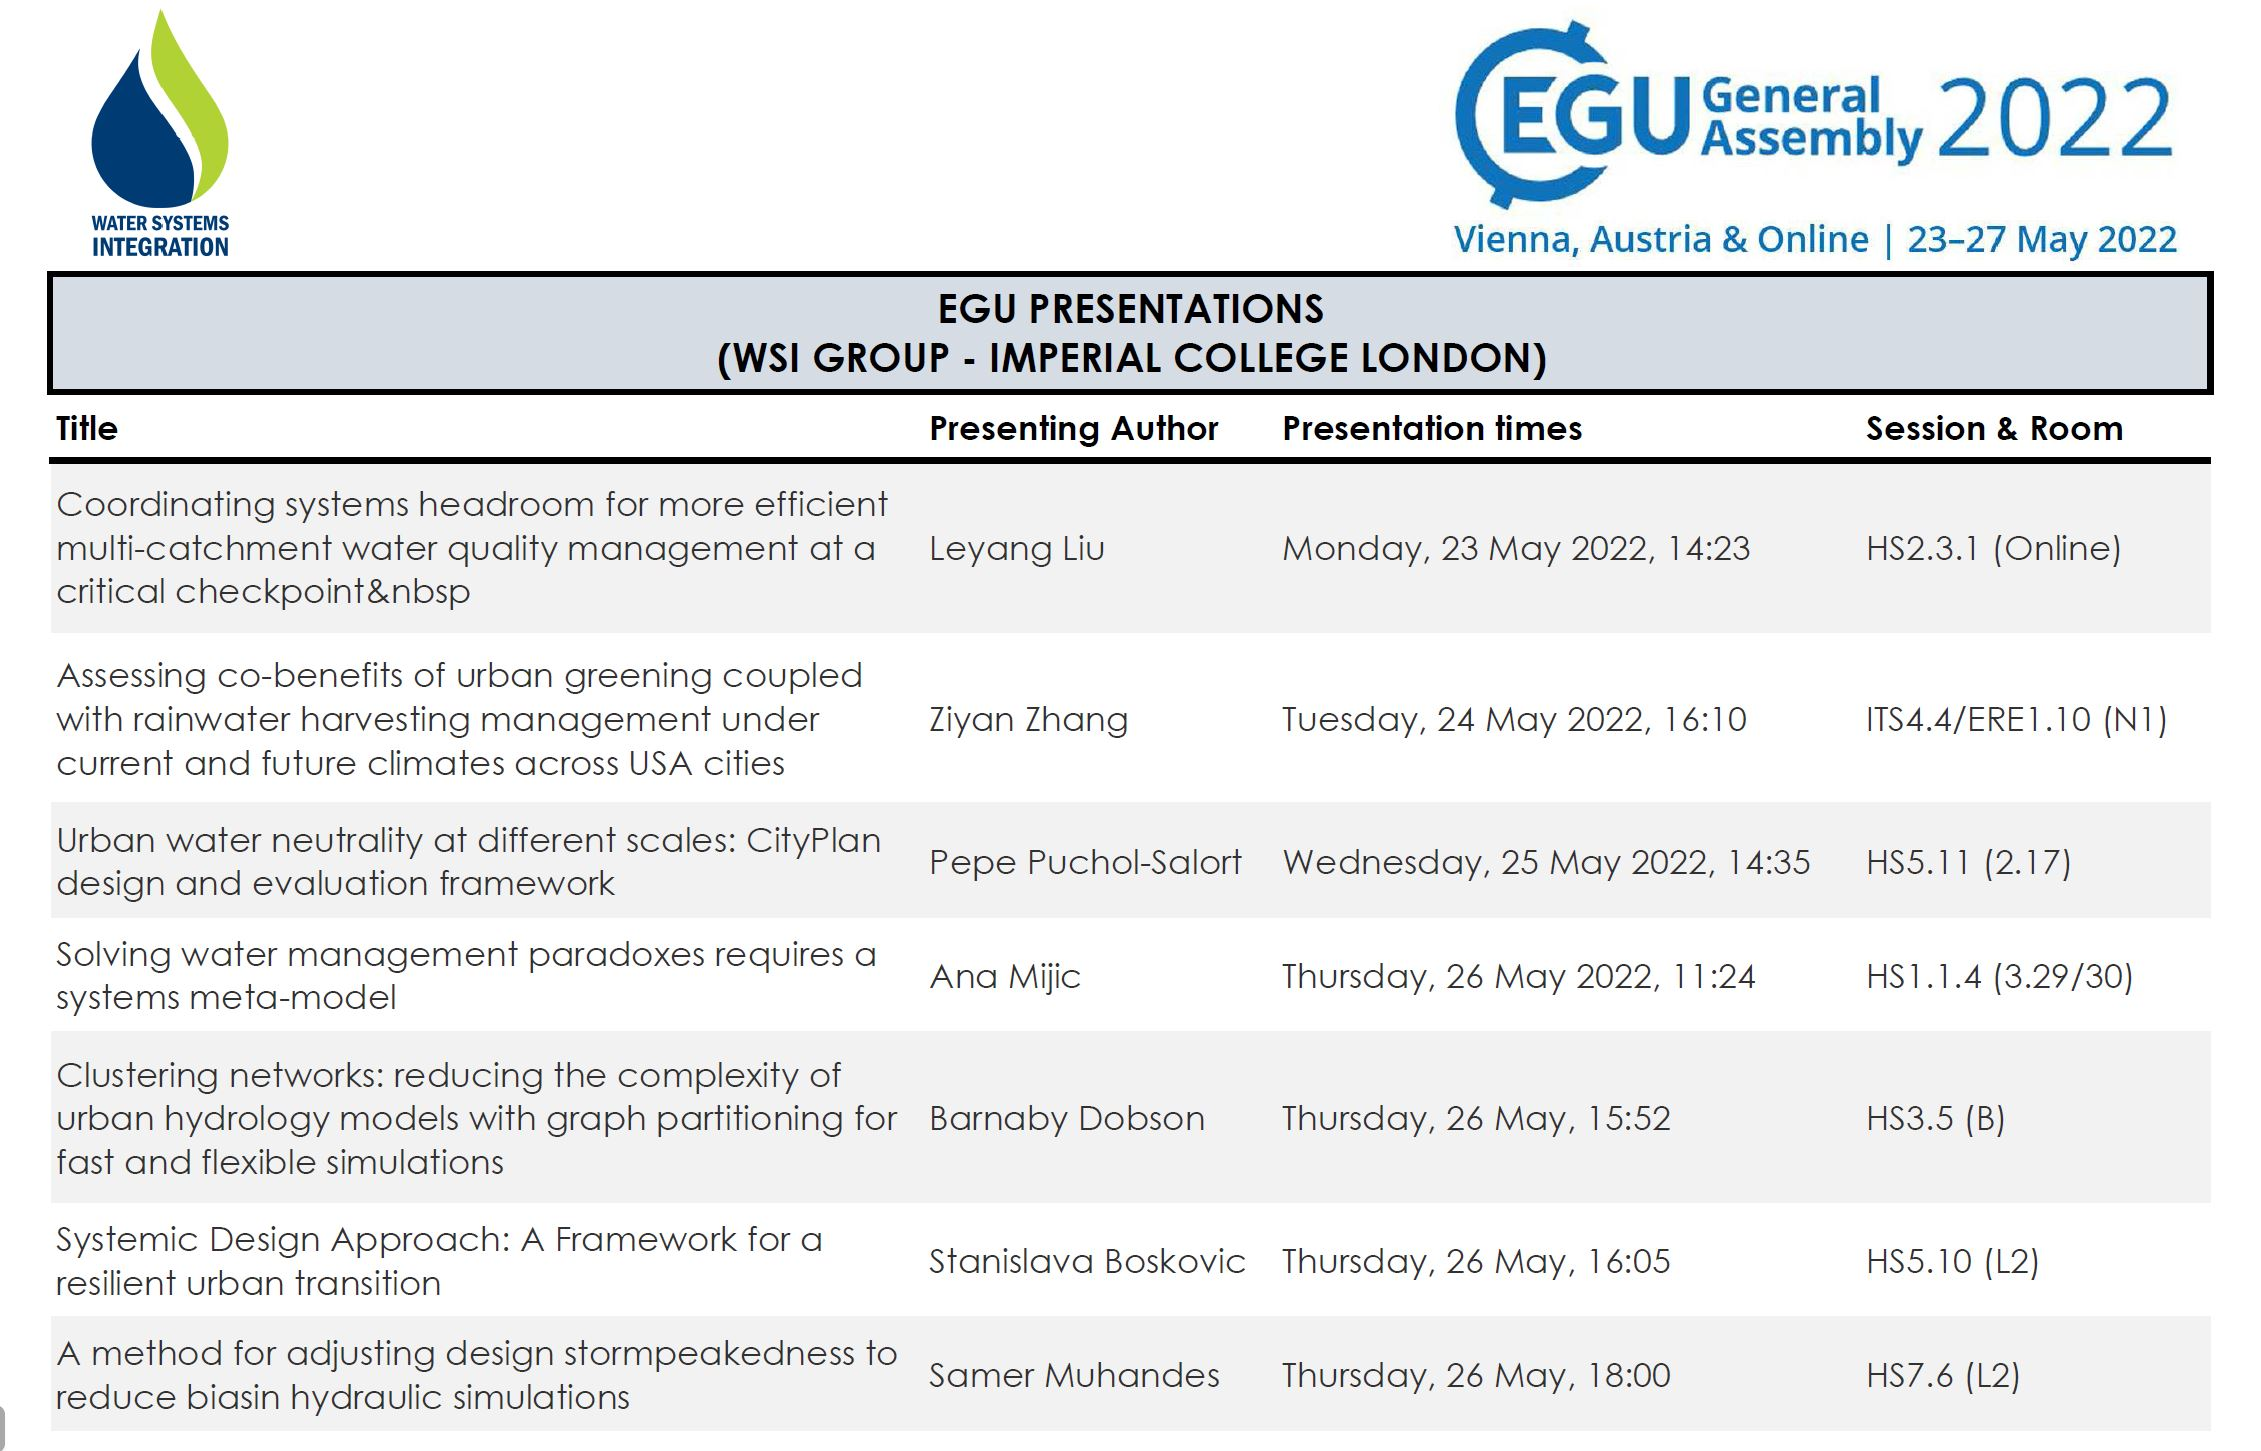 WATER SYSTEMS
INTEGRATION
EGU General Assembly 2022
Vienna, Austria & Online | 23–27 May 2022
EGU PRESENTATIONS
(WSI GROUP - IMPERIAL COLLEGE LONDON)
Title Presenting Author Presentation times Session & Room
Coordinating systems headroom for more efficient
multi-catchment water quality management at a
critical checkpoint&nbsp
Leyang Liu Monday, 23 May 2022, 14:23 HS2.3.1 (Online)
Assessing co-benefits of urban greening coupled
with rainwater harvesting management under
current and future climates across USA cities
Ziyan Zhang Tuesday, 24 May 2022, 16:10 ITS4.4/ERE1.10 (N1)
Urban water neutrality at different scales: CityPlan
design and evaluation framework
Pepe Puchol-Salort Wednesday, 25 May 2022, 14:35 HS5.11 (2.17)
Solving water management paradoxes requires a
systems meta-model
Ana Mijic Thursday, 26 May 2022, 11:24 HS1.1.4 (3.29/30)
Clustering networks: reducing the complexity of
urban hydrology models with graph partitioning for
fast and flexible simulations
Barnaby Dobson Thursday, 26 May, 15:52 HS3.5 (B)
Systemic Design Approach: A Framework for a
resilient urban transition
Stanislava Boskovic Thursday, 26 May, 16:05 HS5.10 (L2)
A method for adjusting design stormpeakedness to
reduce biasin hydraulic simulations
Samer Muhandes Thursday, 26 May, 18:00 HS7.6 (L2)